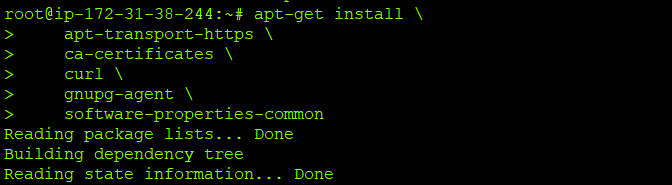 root@ip-172-31-38-244:~# apt-get install \
>     apt-transport-https \
>     ca-certificates \
>     curl \
>     gnupg-agent \
>     software-properties-common
Reading package lists... Done
Building dependency tree
Reading state information... Done